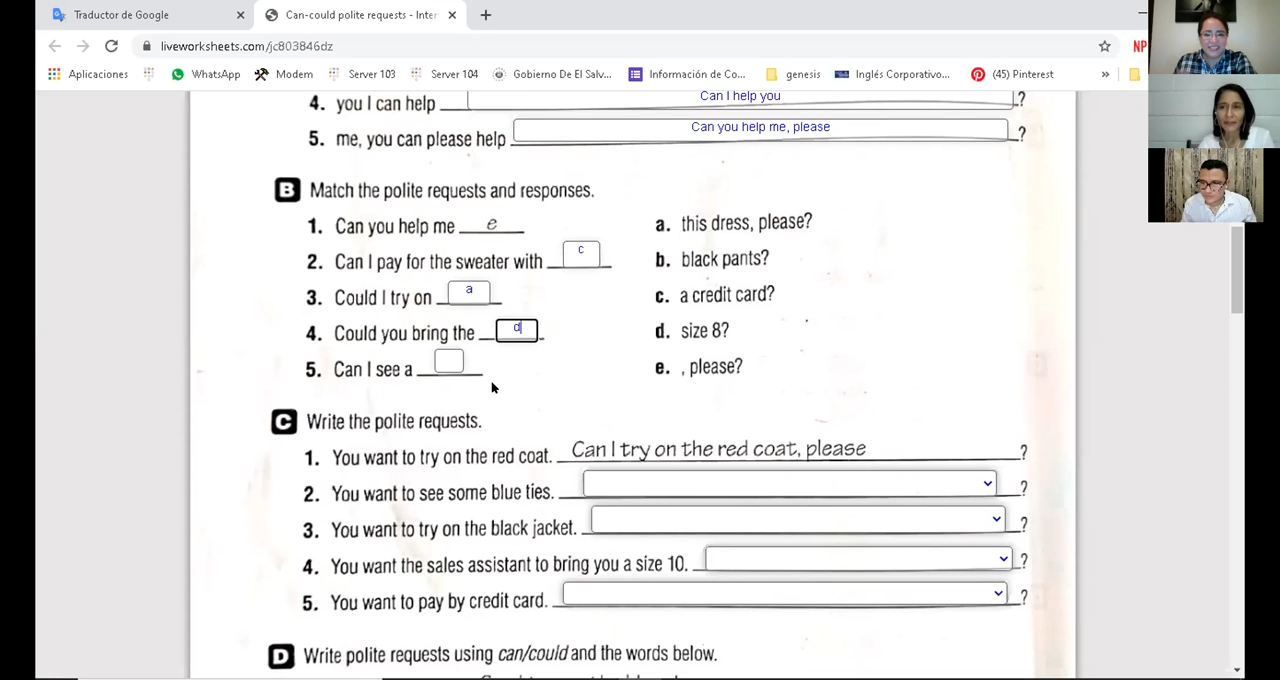 Traductor de Google
Can-could polite requests - Inter
liveworksheets.com/jc803846dz
NP
Aplicaciones
WhatsApp
Modem
Server 103
Server 104
Gobierno De El Salv...
Información de Co...
genesis
Inglés Corporativo...
(45) Pinterest
»
4. you I can help Can I help you ?
5. me, you can please help Can you help me, please ?
B Match the polite requests and responses.
1. Can you help me e
a. this dress, please?
2. Can I pay for the sweater with c
b. black pants?
3. Could I try on a
c. a credit card?
4. Could you bring the d
d. size 8?
5. Can I see a
e. , please?
C Write the polite requests.
1. You want to try on the red coat. Can I try on the red coat, please ?
2. You want to see some blue ties. ?
3. You want to try on the black jacket. ?
4. You want the sales assistant to bring you a size 10. ?
5. You want to pay by credit card. ?
D Write polite requests using can/could and the words below.